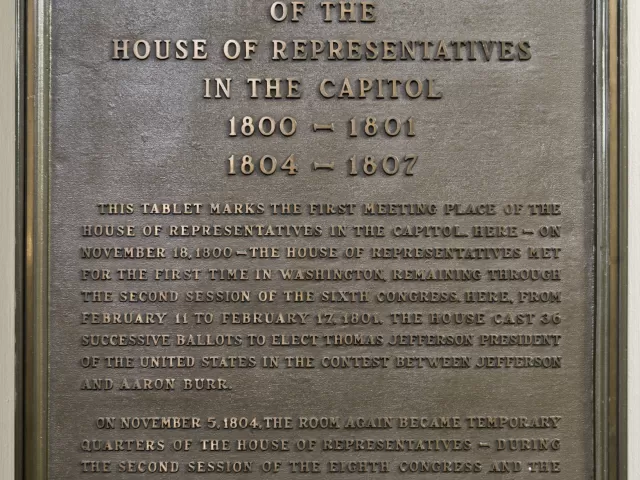 OF THE
HOUSE OF REPRESENTATIVES
IN THE CAPITOL
1800 – 1801
1804 – 1807
THIS TABLET MARKS THE FIRST MEETING PLACE OF THE
HOUSE OF REPRESENTATIVES IN THE CAPITOL. HERE – ON
NOVEMBER 18, 1800 – THE HOUSE OF REPRESENTATIVES MET
FOR THE FIRST TIME IN WASHINGTON, REMAINING THROUGH
THE SECOND SESSION OF THE SIXTH CONGRESS. HERE, FROM
FEBRUARY 11 TO FEBRUARY 17, 1801, THE HOUSE CAST 36
SUCCESSIVE BALLOTS TO ELECT THOMAS JEFFERSON PRESIDENT
OF THE UNITED STATES IN THE CONTEST BETWEEN JEFFERSON
AND AARON BURR.
ON NOVEMBER 5, 1804, THE ROOM AGAIN BECAME TEMPORARY
QUARTERS OF THE HOUSE OF REPRESENTATIVES – DURING
THE SECOND SESSION OF THE EIGHTH CONGRESS AND THE